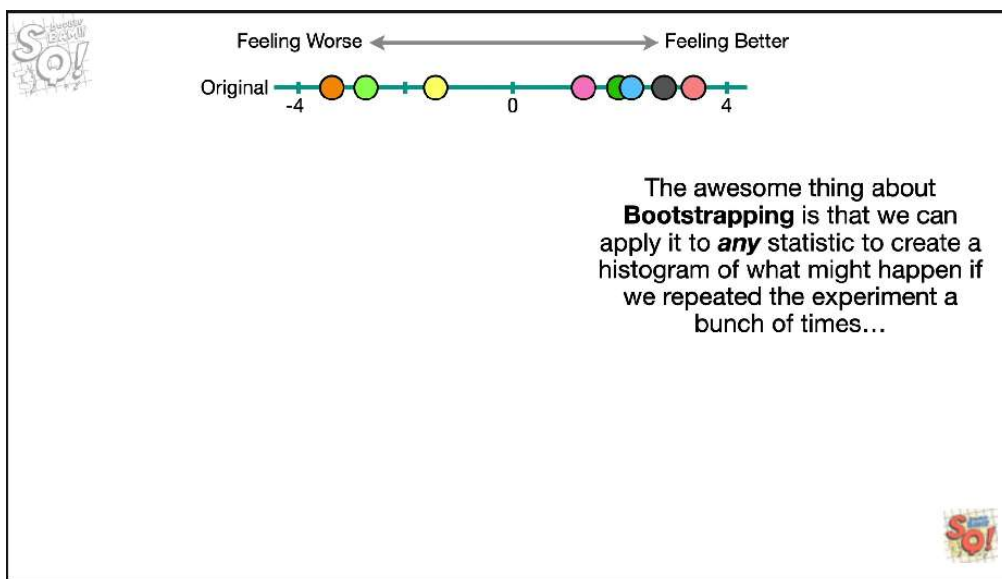 Feeling Worse Feeling Better
Original
-4 0 4
The awesome thing about
Bootstrapping is that we can
apply it to any statistic to create a
histogram of what might happen if
we repeated the experiment a
bunch of times…
SQ!